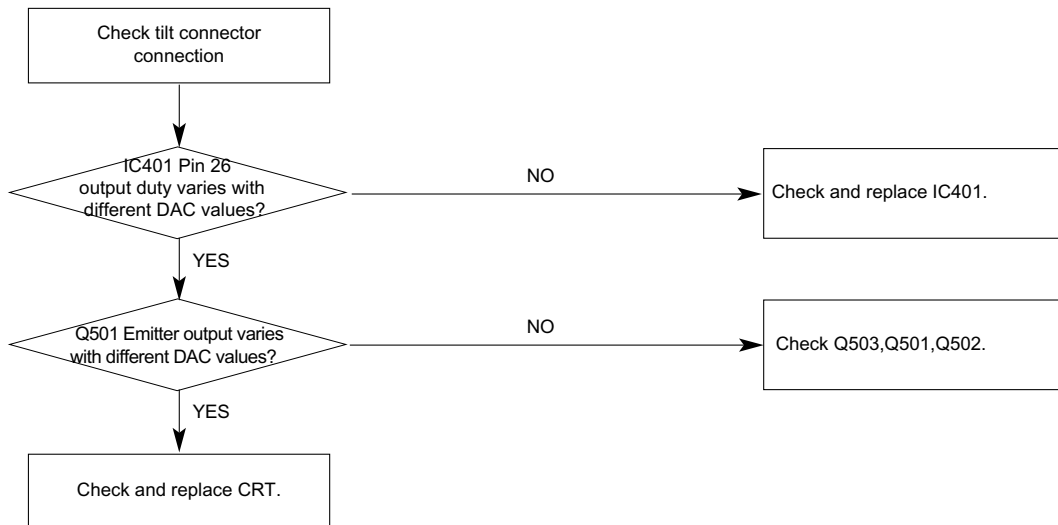 Check tilt connector
connection
IC401 Pin 26
output duty varies with
different DAC values?
NO
Check and replace IC401.
YES
Q501 Emitter output varies
with different DAC values?
NO
Check Q503,Q501,Q502.
YES
Check and replace CRT.